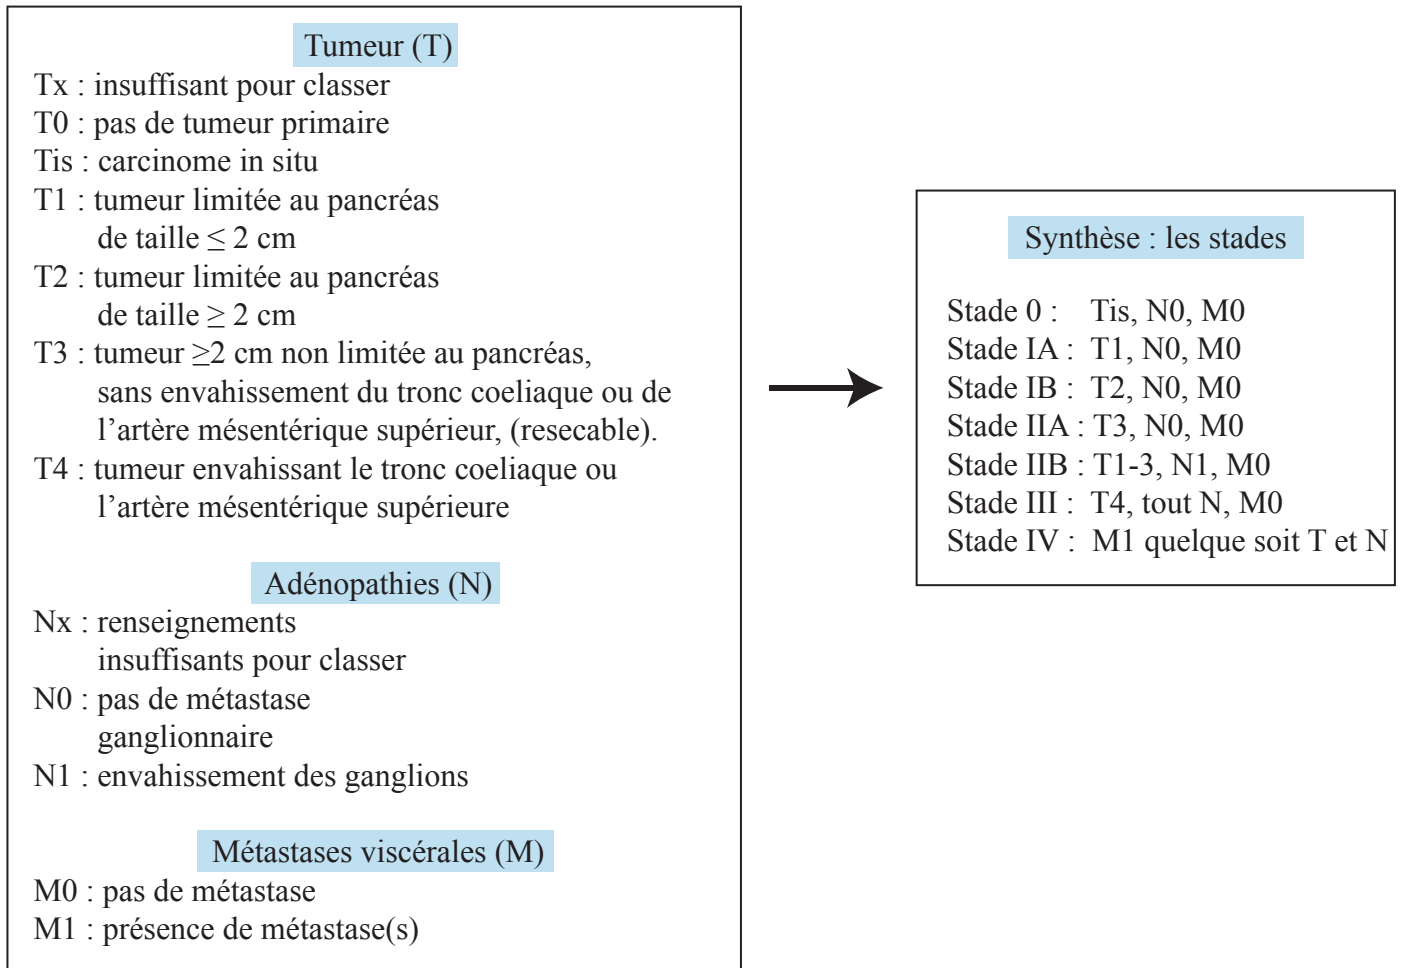 Tumeur (T)
Tx : insuffisant pour classer
T0 : pas de tumeur primaire
Tis : carcinome in situ
T1 : tumeur limitée au pancréas
de taille ≤ 2 cm
T2 : tumeur limitée au pancréas
de taille ≥ 2 cm
T3 : tumeur ≥2 cm non limitée au pancréas,
sans envahissement du tronc coeliaque ou de
l’artère mésentérique supérieur, (resecable).
T4 : tumeur envahissant le tronc coeliaque ou
l’artère mésentérique supérieure
Adénopathies (N)
Nx : renseignements
insuffisants pour classer
N0 : pas de métastase
ganglionnaire
N1 : envahissement des ganglions
Métastases viscérales (M)
M0 : pas de métastase
M1 : présence de métastase(s)
Synthèse : les stades
Stade 0 : Tis, N0, M0
Stade IA : T1, N0, M0
Stade IB : T2, N0, M0
Stade IIA : T3, N0, M0
Stade IIB : T1-3, N1, M0
Stade III : T4, tout N, M0
Stade IV : M1 quelque soit T et N